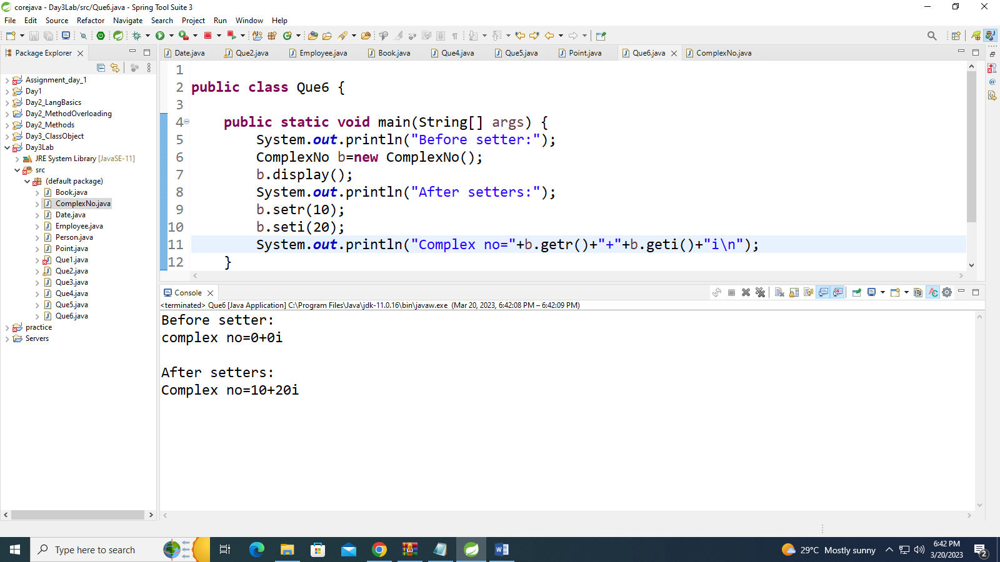 corejava - Day3Lab/src/Que6.java - Spring Tool Suite 3
File Edit Source Refactor Navigate Search Project Run Window Help
Package Explorer
Date.java Que2.java Employee.java Book.java Que4.java Que5.java Point.java Que6.java ComplexNo.java
Assignment_day_1
Day1
Day2_LangBasics
Day2_MethodOverloading
Day2_Methods
Day3_ClassObject
Day3Lab
JRE System Library [JavaSE-11]
src
(default package)
Book.java
ComplexNo.java
Date.java
Employee.java
Person.java
Point.java
Que1.java
Que2.java
Que3.java
Que4.java
Que5.java
Que6.java
practice
Servers
1
2 public class Que6 {
3
4 public static void main(String[] args) {
5 System.out.println("Before setter:");
6 ComplexNo b=new ComplexNo();
7 b.display();
8 System.out.println("After setters:");
9 b.setr(10);
10 b.seti(20);
11 System.out.println("Complex no="+b.getr()+"+"+b.geti()+"i\n");
12 }
Console
<terminated> Que6 [Java Application] C:\Program Files\Java\jdk-11.0.16\bin\javaw.exe (Mar 20, 2023, 6:42:08 PM – 6:42:09 PM)
Before setter:
complex no=0+0i
After setters:
Complex no=10+20i
Type here to search
29°C Mostly sunny
6:42 PM
3/20/2023
2